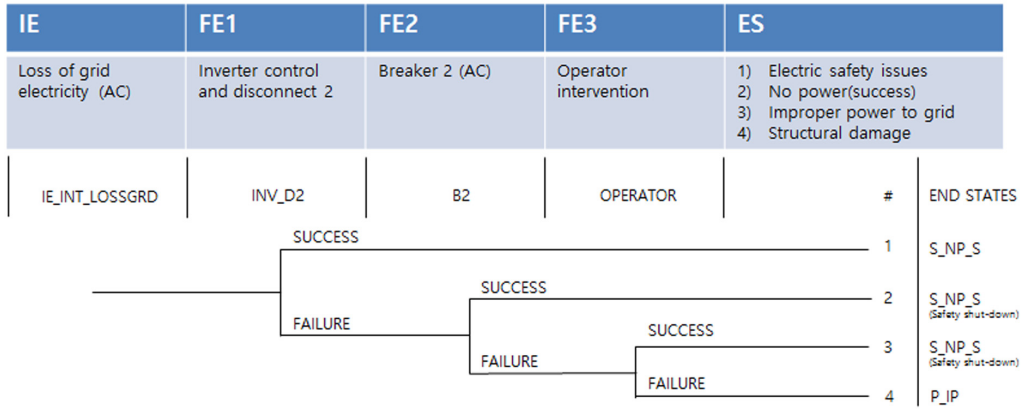 IE FE1 FE2 FE3 ES
Loss of grid
electricity (AC)
Inverter control
and disconnect 2
Breaker 2 (AC)
Operator
intervention
1) Electric safety issues
2) No power(success)
3) Improper power to grid
4) Structural damage
IE_INT_LOSSGRD INV_D2 B2 OPERATOR # END STATES
SUCCESS
1 S_NP_S
SUCCESS
2 S_NP_S
(Safety shut-down)
FAILURE
SUCCESS
3 S_NP_S
(Safety shut-down)
FAILURE
FAILURE
4 P_IP